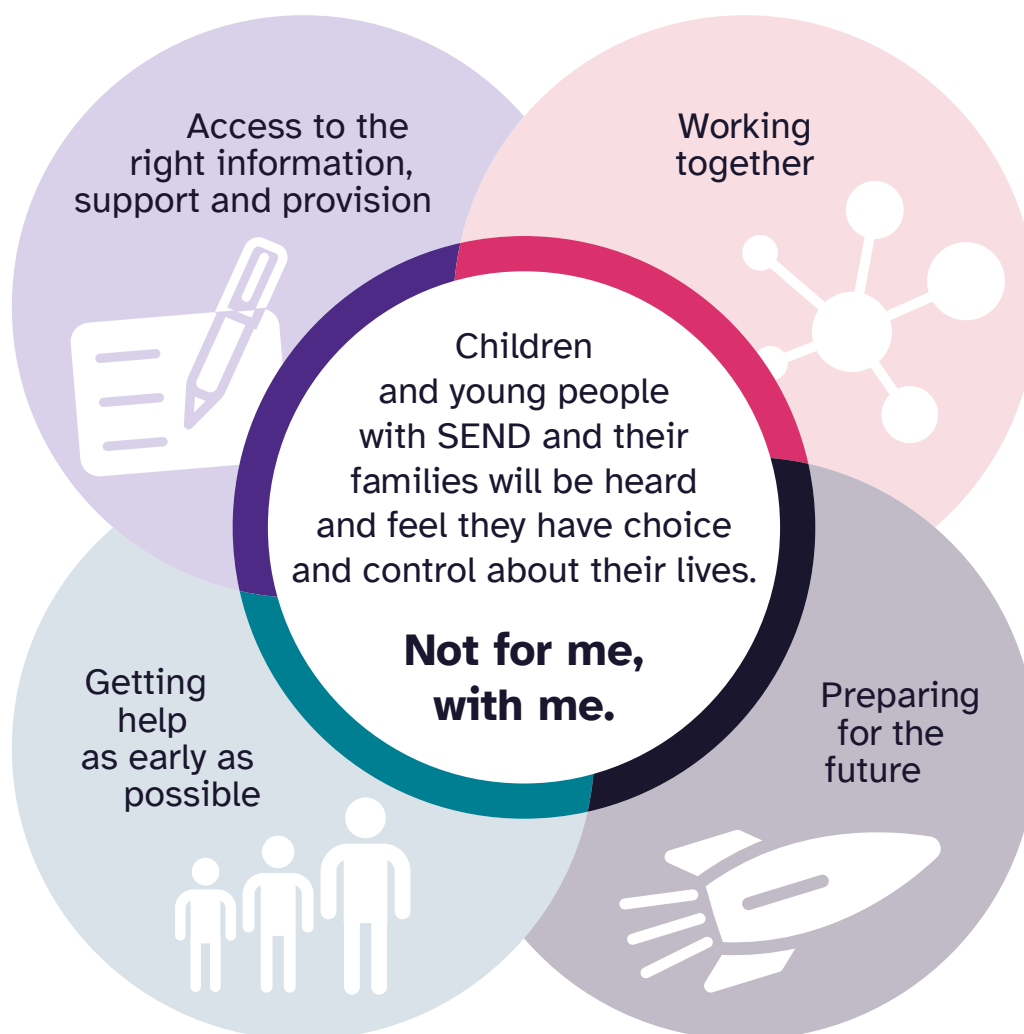 Access to the
right information,
support and provision
Working
together
Children
and young people
with SEND and their
families will be heard
and feel they have choice
and control about their lives.
Not for me,
with me.
Getting
help
as early as
possible
Preparing
for the
future